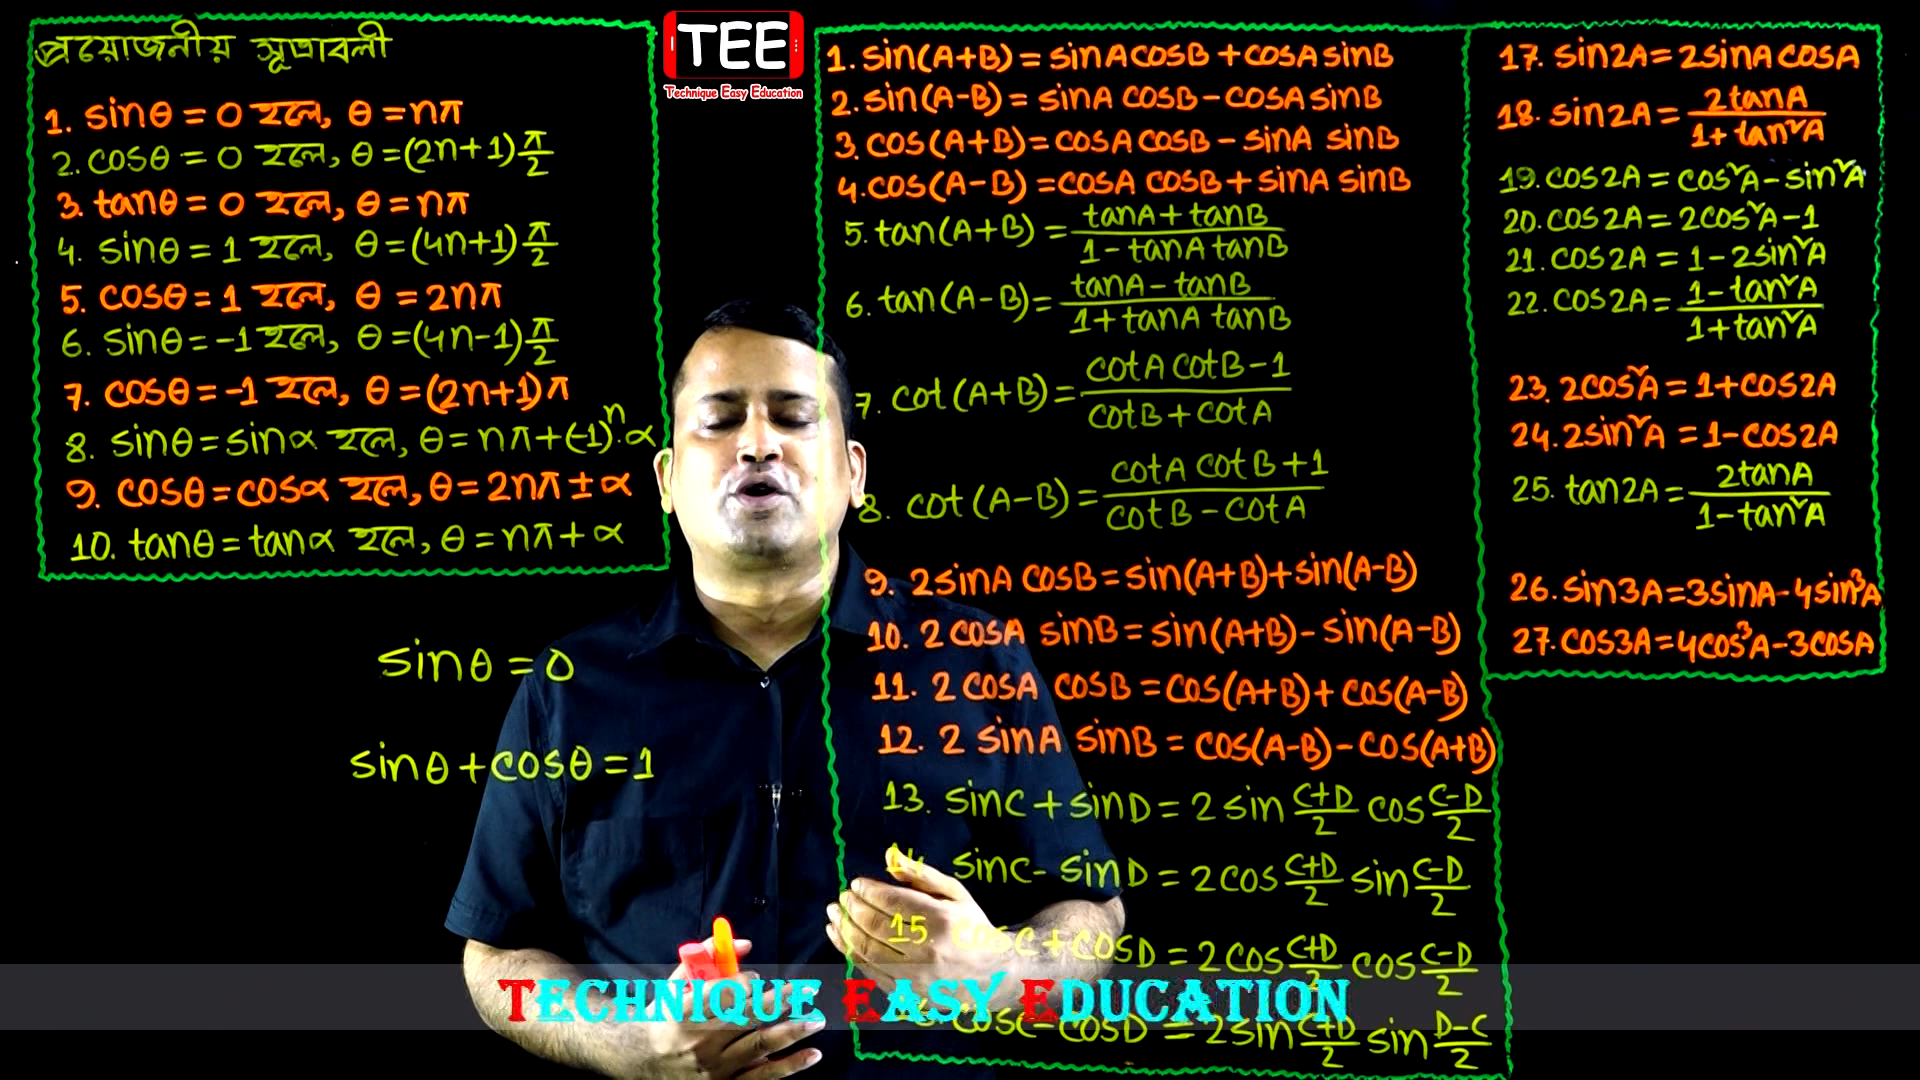 প্রয়োজনীয় সূত্রাবলী
1. sinθ = 0 হলে, θ = nπ
2. cosθ = 0 হলে, θ = (2n+1) π/2
3. tanθ = 0 হলে, θ = nπ
4. sinθ = 1 হলে, θ = (4n+1) π/2
5. cosθ = 1 হলে, θ = 2nπ
6. sinθ = -1 হলে, θ = (4n-1) π/2
7. cosθ = -1 হলে, θ = (2n+1)π
8. sinθ = sinα হলে, θ = nπ + (-1)ⁿ. α
9. cosθ = cosα হলে, θ = 2nπ ± α
10. tanθ = tanα হলে, θ = nπ + α
sinθ = 0
sinθ + cosθ = 1
TEE
Technique Easy Education
1. sin(A+B) = sinA cosB + cosA sinB
2. sin(A-B) = sinA cosB - cosA sinB
3. cos(A+B) = cosA cosB - sinA sinB
4. cos(A-B) = cosA cosB + sinA sinB
5. tan(A+B) = (tanA + tanB)/(1 - tanA tanB)
6. tan(A-B) = (tanA - tanB)/(1 + tanA tanB)
7. cot(A+B) = (cotA cotB - 1)/(cotB + cotA)
8. cot(A-B) = (cotA cotB + 1)/(cotB - cotA)
9. 2sinA cosB = sin(A+B) + sin(A-B)
10. 2cosA sinB = sin(A+B) - sin(A-B)
11. 2cosA cosB = cos(A+B) + cos(A-B)
12. 2 sinA sinB = cos(A-B) - cos(A+B)
13. sinC + sinD = 2 sin (C+D)/2 cos (C-D)/2
14. sinC - sinD = 2cos (C+D)/2 sin (C-D)/2
15. cosC + cosD = 2cos (C+D)/2 cos (C-D)/2
cosC - cosD = 2sin (C+D)/2 sin (D-C)/2
17. sin2A = 2sinA cosA
18. sin2A = 2tanA/(1 + tan²A)
19. cos2A = cos²A - sin²A
20. cos2A = 2cos²A - 1
21. cos2A = 1 - 2sin²A
22. cos2A = (1 - tan²A)/(1 + tan²A)
23. 2cos²A = 1 + cos2A
24. 2sin²A = 1 - cos2A
25. tan2A = 2tanA/(1 - tan²A)
26. sin3A = 3sinA - 4sin³A
27. cos3A = 4cos³A - 3cosA
TECHNIQUE EASY EDUCATION